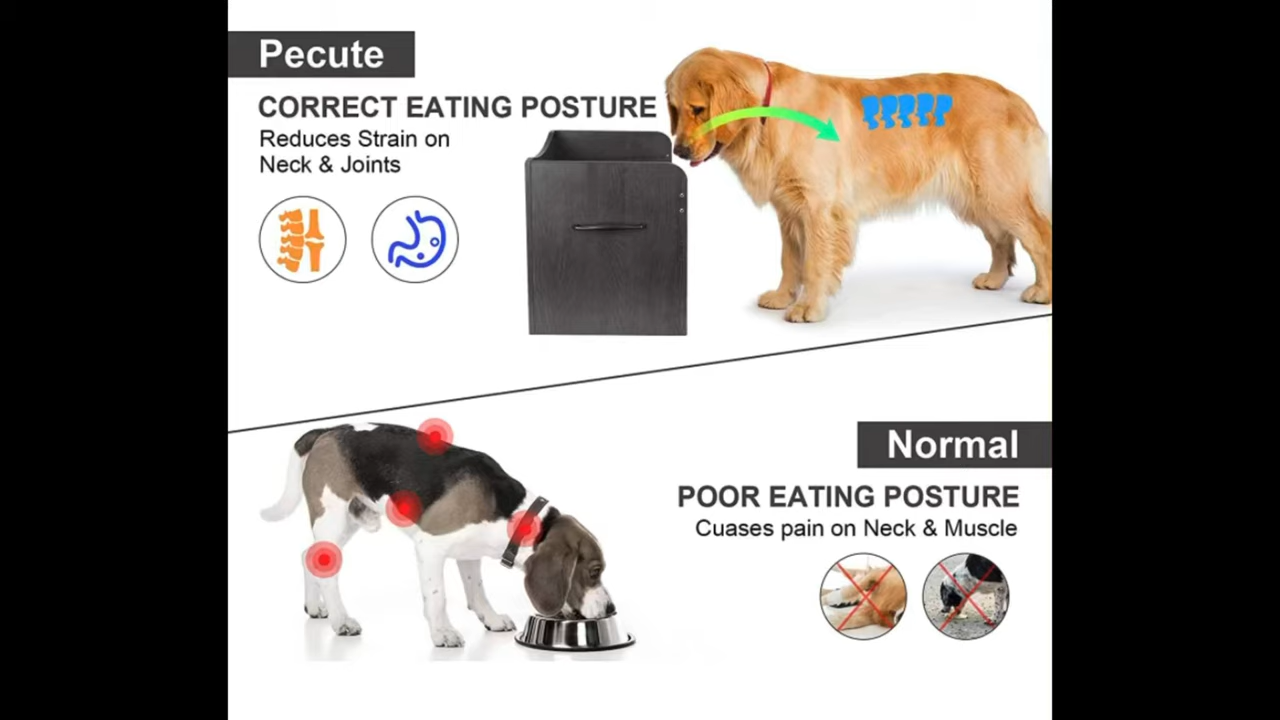 Pecute
CORRECT EATING POSTURE
Reduces Strain on
Neck & Joints
Normal
POOR EATING POSTURE
Cuases pain on Neck & Muscle